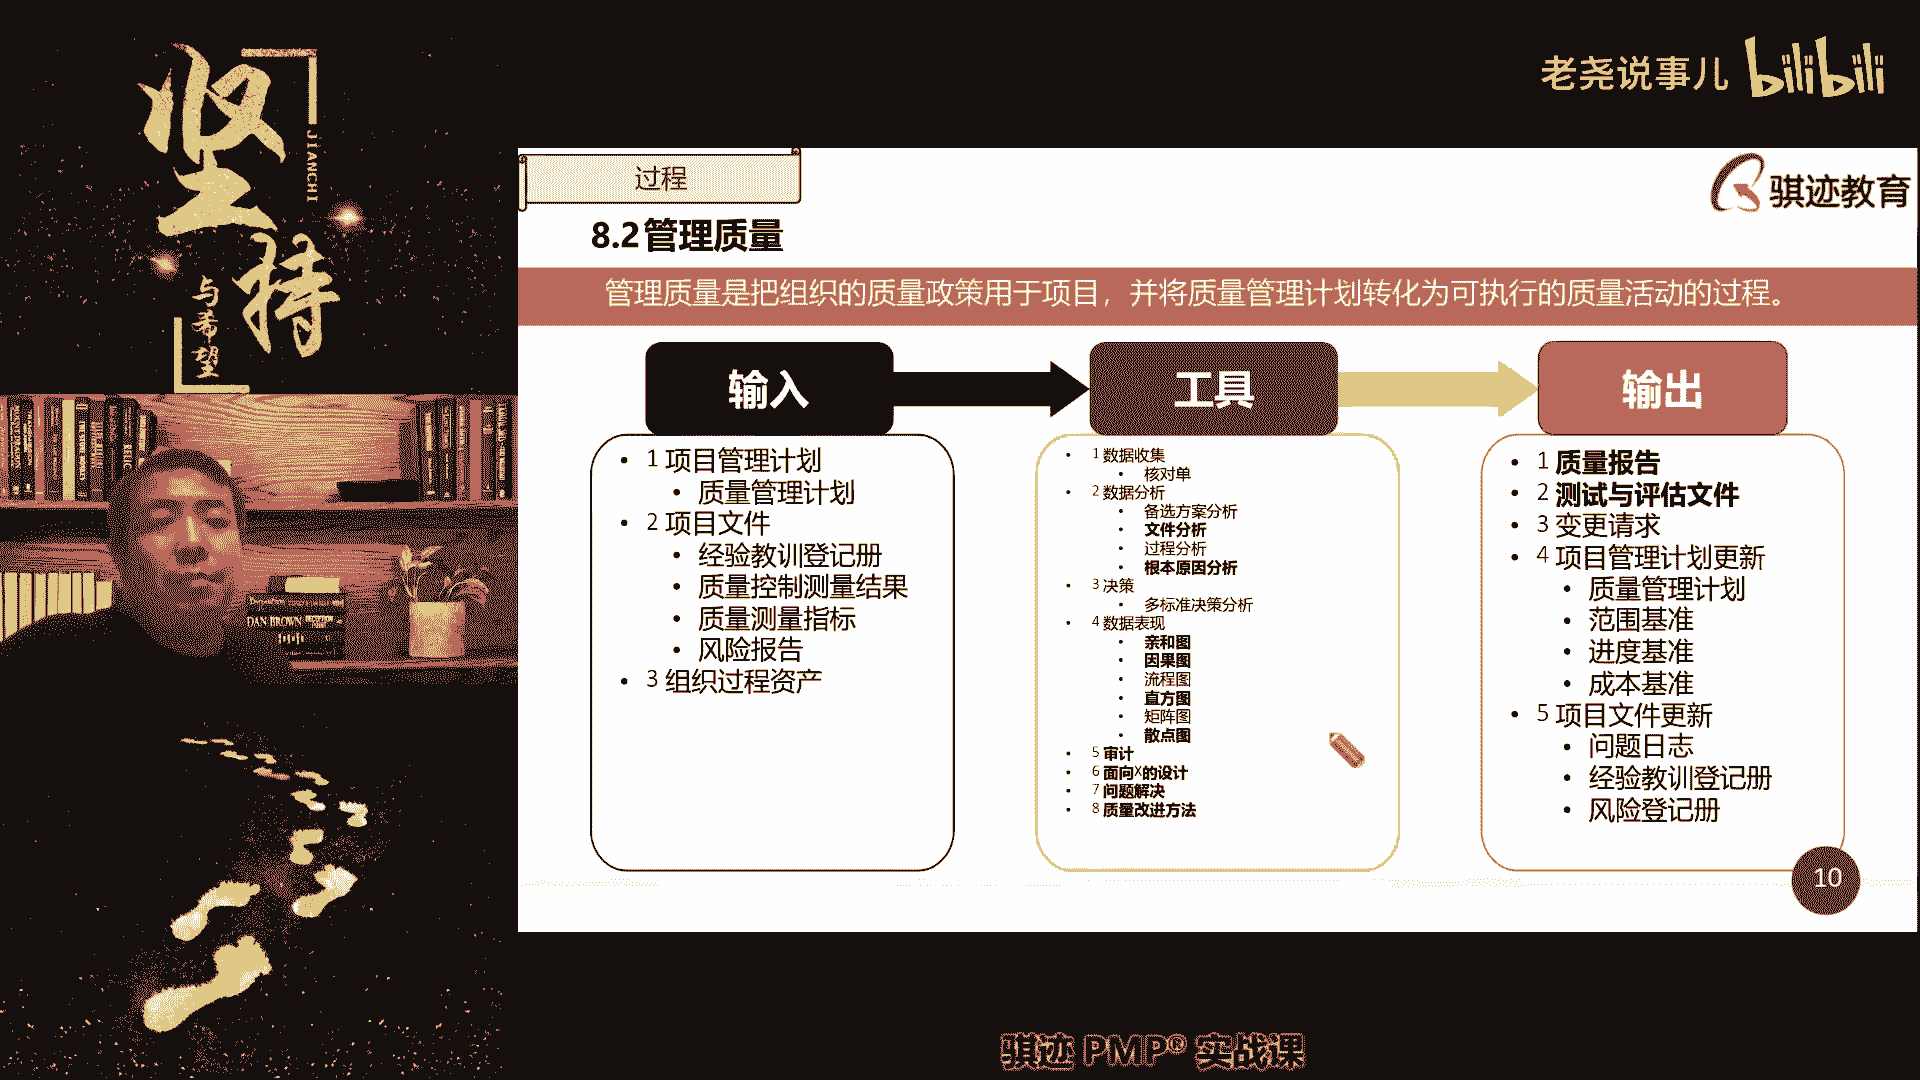 坚持
JIANCHI
与希望
老尧说事儿 bilibili
过程
骐迹教育
8.2管理质量
管理质量是把组织的质量政策用于项目，并将质量管理计划转化为可执行的质量活动的过程。
输入
• 1 项目管理计划
• 质量管理计划
• 2 项目文件
• 经验教训登记册
• 质量控制测量结果
• 质量测量指标
• 风险报告
• 3 组织过程资产
工具
• 1 数据收集
• 核对单
• 2 数据分析
• 备选方案分析
• 文件分析
• 过程分析
• 根本原因分析
• 3 决策
• 多标准决策分析
• 4 数据表现
• 亲和图
• 因果图
• 流程图
• 直方图
• 矩阵图
• 散点图
• 5 审计
• 6 面向X的设计
• 7 问题解决
• 8 质量改进方法
输出
• 1 质量报告
• 2 测试与评估文件
• 3 变更请求
• 4 项目管理计划更新
• 质量管理计划
• 范围基准
• 进度基准
• 成本基准
• 5 项目文件更新
• 问题日志
• 经验教训登记册
• 风险登记册
10
DAN BROWN
骐迹 PMP® 实战课